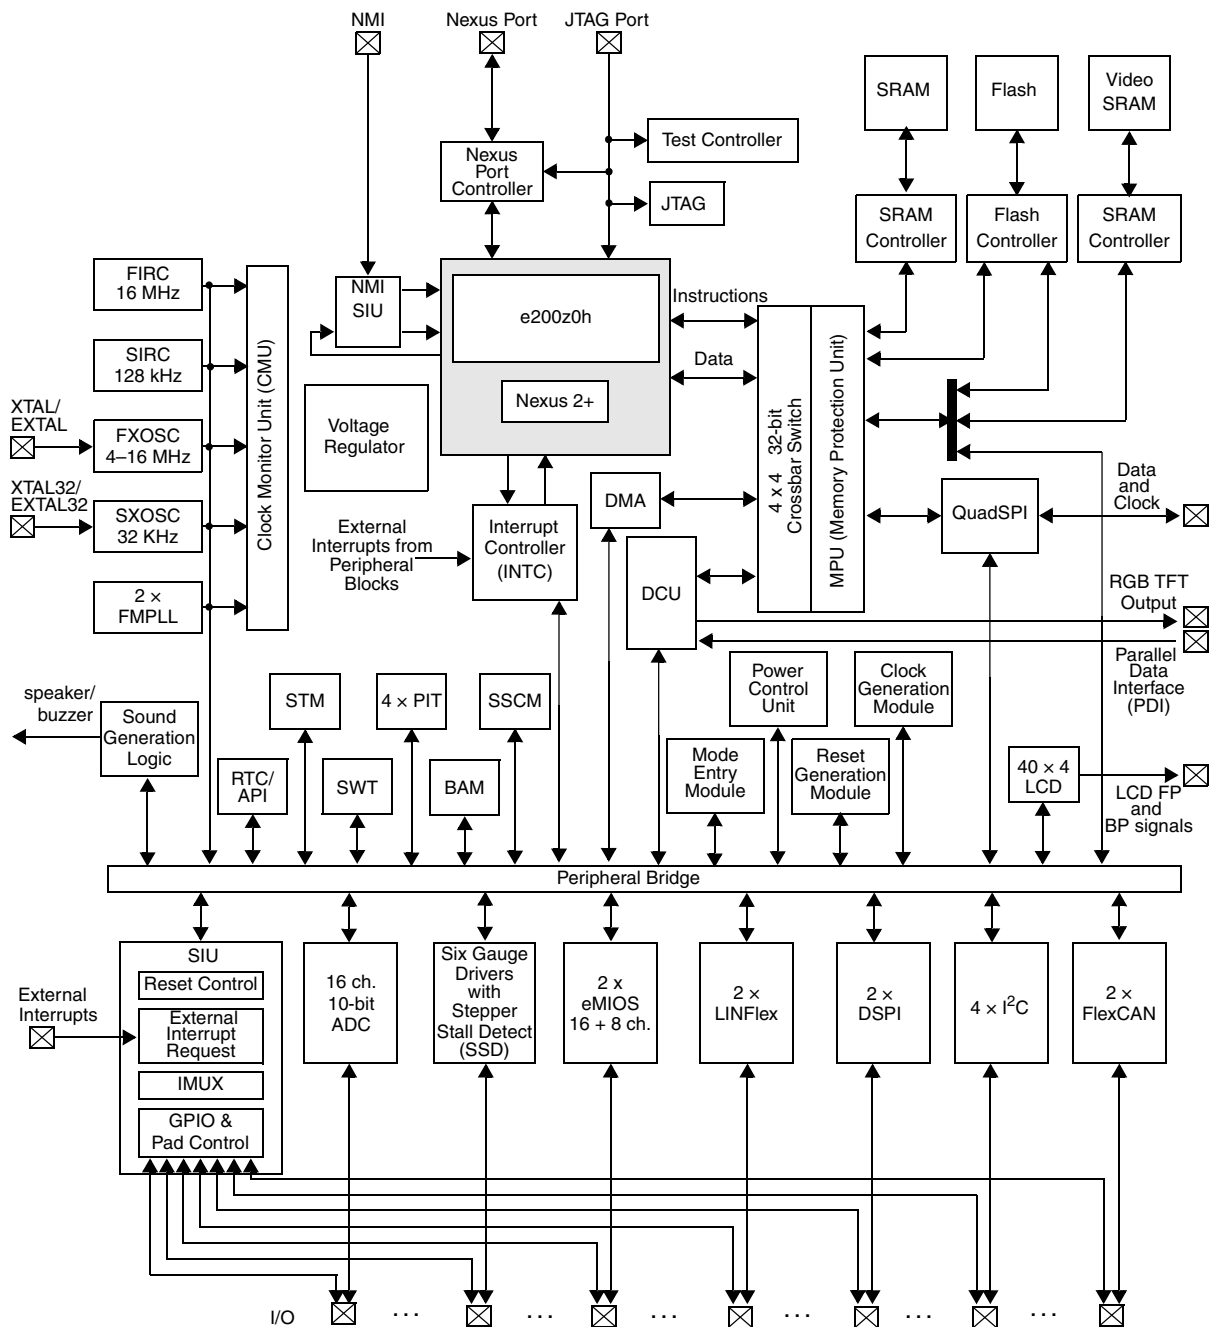 NMI
Nexus Port
JTAG Port
SRAM
Flash
Video
SRAM
Test Controller
Nexus
Port
Controller
JTAG
SRAM
Controller
Flash
Controller
SRAM
Controller
FIRC
16 MHz
NMI
SIU
e200z0h
Instructions
SIRC
128 kHz
Clock Monitor Unit (CMU)
Data
4 x 4 32-bit
Crossbar Switch
MPU (Memory Protection Unit)
Nexus 2+
XTAL/
EXTAL
FXOSC
4–16 MHz
Voltage
Regulator
XTAL32/
EXTAL32
SXOSC
32 KHz
DMA
QuadSPI
Data
and
Clock
External
Interrupts from
Peripheral
Blocks
Interrupt
Controller
(INTC)
2 ×
FMPLL
DCU
RGB TFT
Output
Parallel
Data
Interface
(PDI)
speaker/
buzzer
Sound
Generation
Logic
STM
4 × PIT
SSCM
Power
Control
Unit
Clock
Generation
Module
RTC/
API
SWT
BAM
Mode
Entry
Module
Reset
Generation
Module
40 × 4
LCD
LCD FP
and
BP signals
Peripheral Bridge
SIU
Reset Control
External
Interrupts
External
Interrupt
Request
IMUX
GPIO &
Pad Control
16 ch.
10-bit
ADC
Six Gauge
Drivers
with
Stepper
Stall Detect
(SSD)
2 x
eMIOS
16 + 8 ch.
2 ×
LINFlex
2 ×
DSPI
4 × I²C
2 ×
FlexCAN
I/O
... ... ... ... ... ...